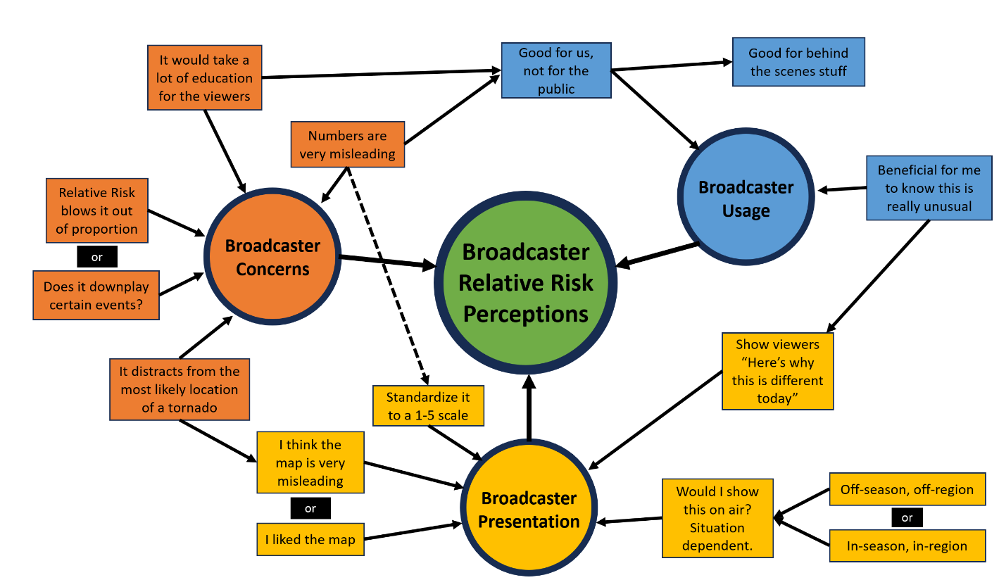 It would take a
lot of education
for the viewers
Good for us,
not for the
public
Good for behind
the scenes stuff
Numbers are
very misleading
Relative Risk
blows it out
of proportion
or
Does it downplay
certain events?
Broadcaster
Concerns
Broadcaster
Relative Risk
Perceptions
Broadcaster
Usage
Beneficial for me
to know this is
really unusual
It distracts from the
most likely location
of a tornado
Standardize it
to a 1-5 scale
Show viewers
“Here’s why
this is different
today”
I think the
map is very
misleading
or
I liked the map
Broadcaster
Presentation
Would I show
this on air?
Situation
dependent.
Off-season, off-region
or
In-season, in-region